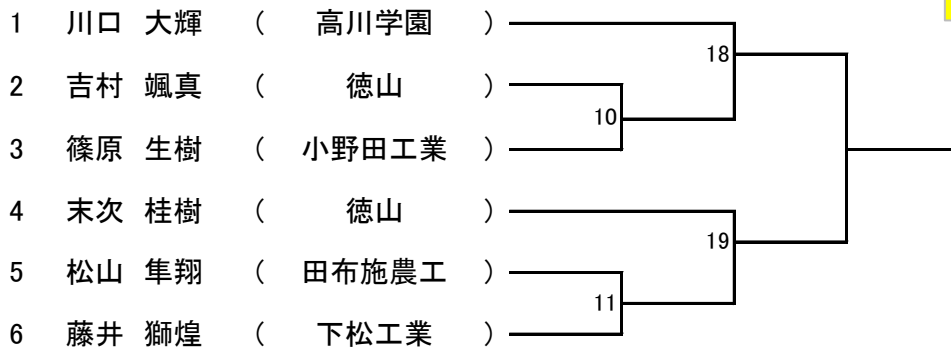 1 川口 大輝 ( 高川学園 )
18
2 吉村 颯真 ( 徳山 )
10
3 篠原 生樹 ( 小野田工業 )
4 末次 桂樹 ( 徳山 )
19
5 松山 隼翔 ( 田布施農工 )
11
6 藤井 獅煌 ( 下松工業 )